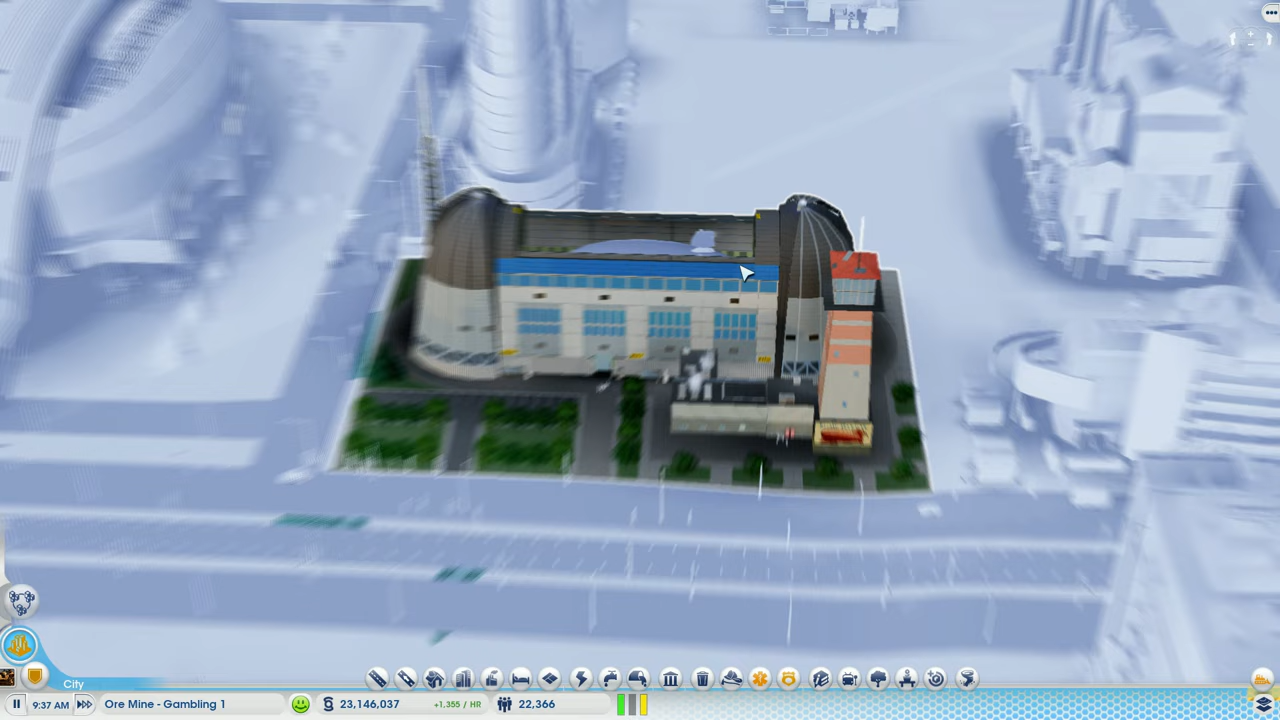 City
9:37 AM
Ore Mine - Gambling 1
23,146,037
+1,355 / HR
22,366